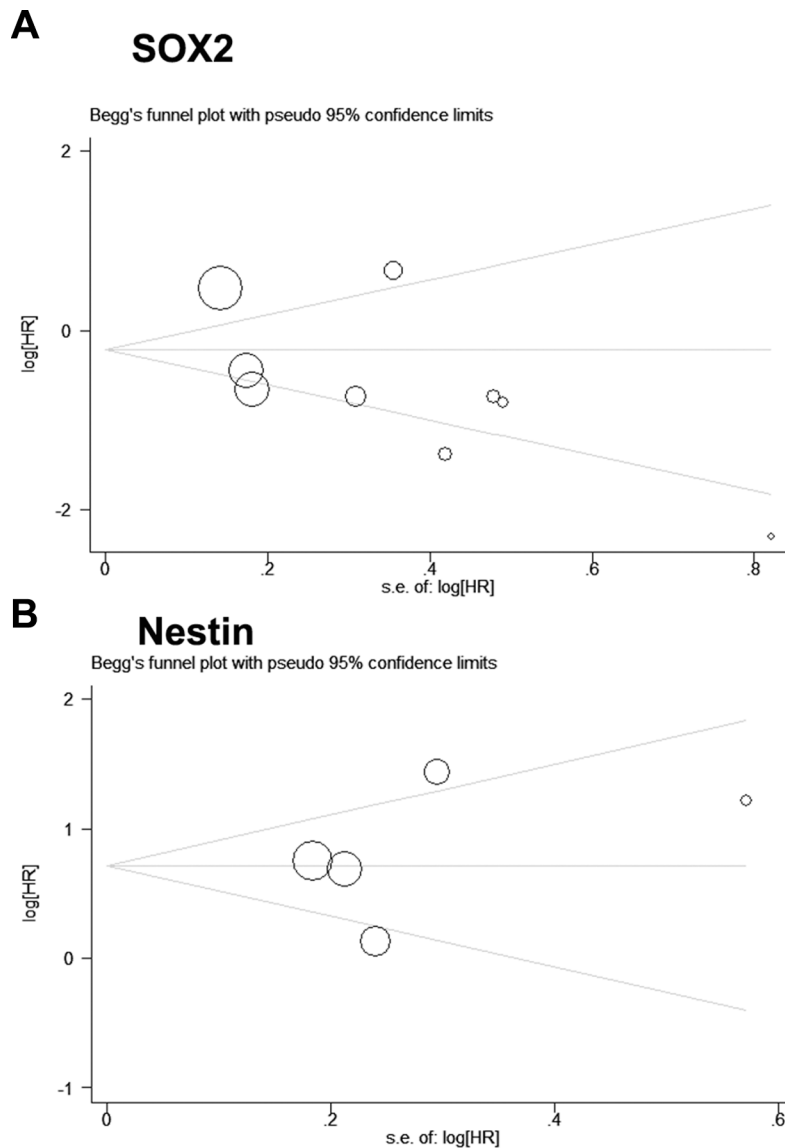 A
SOX2
Begg's funnel plot with pseudo 95% confidence limits
2
0
-2
log[HR]
0 .2 .4 .6 .8
s.e. of: log[HR]
B
Nestin
Begg's funnel plot with pseudo 95% confidence limits
2
1
0
-1
log[HR]
0 .2 .4 .6
s.e. of: log[HR]